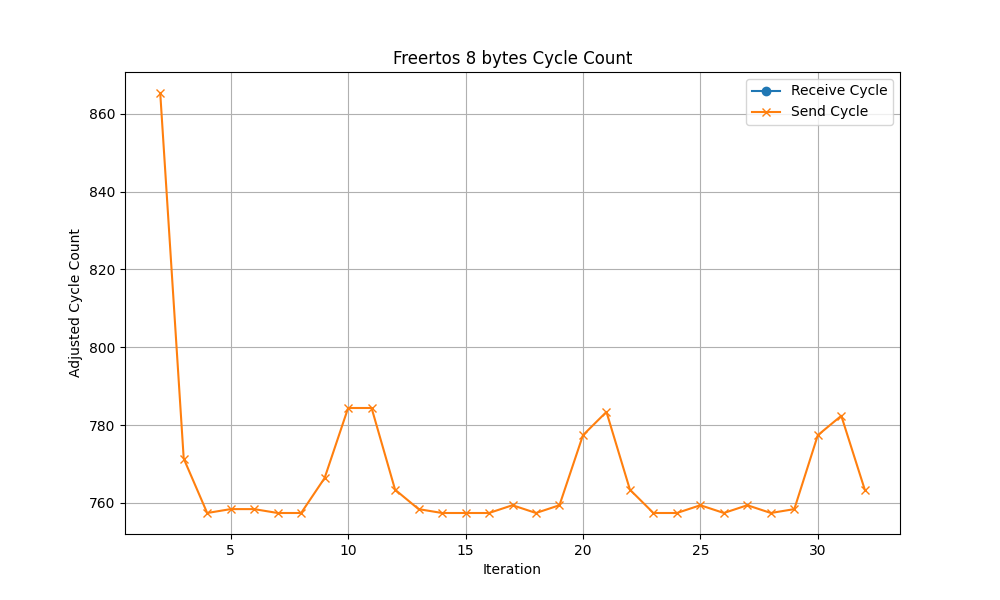 Freertos 8 bytes Cycle Count
Receive Cycle
Send Cycle
860
840
820
800
780
760
Adjusted Cycle Count
5
10
15
20
25
30
Iteration